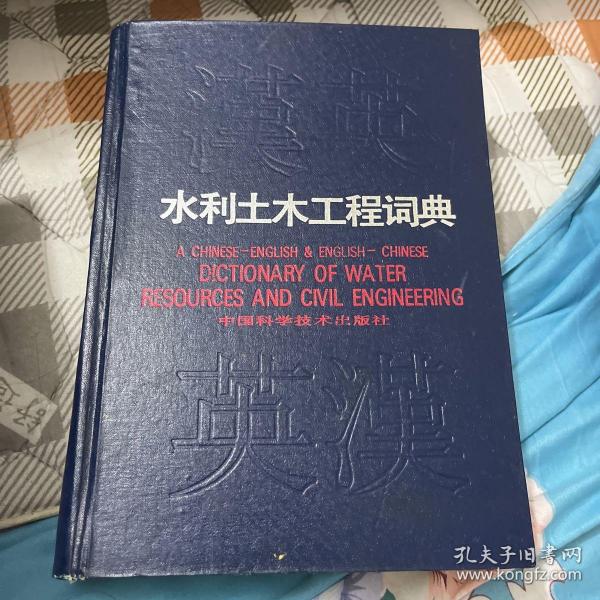 漢英
水利土木工程词典
A CHINESE-ENGLISH & ENGLISH-CHINESE
DICTIONARY OF WATER
RESOURCES AND CIVIL ENGINEERING
中国科学技术出版社
英漢
孔夫子旧书网
www.kongfz.com